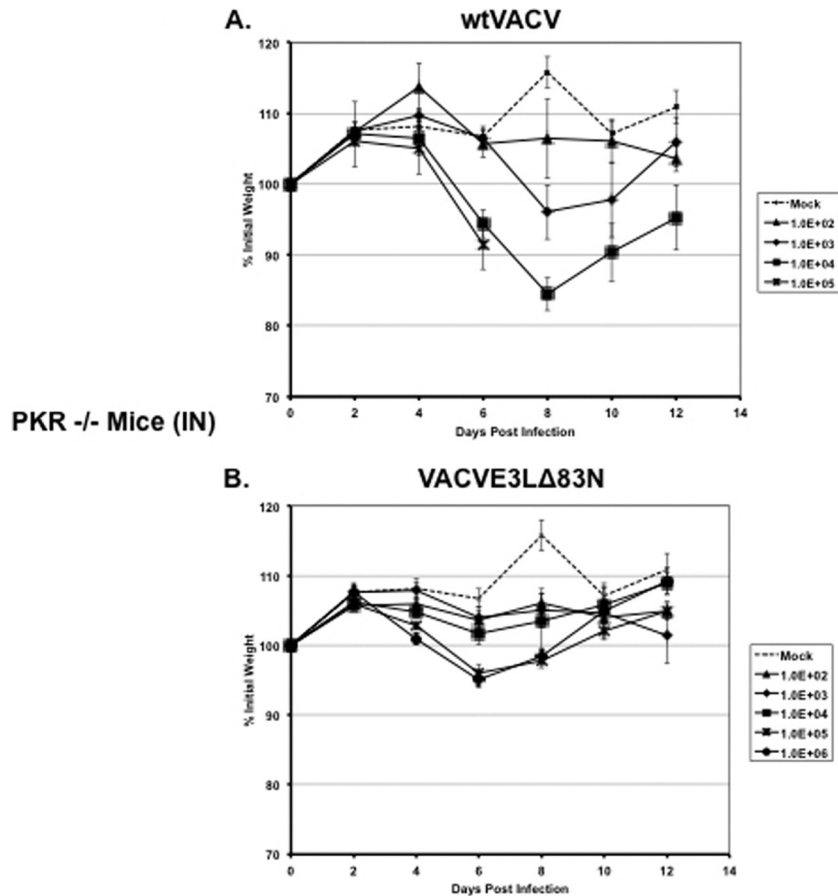 A. wtVACV
120
110
100
90
80
70
% Initial Weight
0 2 4 6 8 10 12 14
Days Post Infection
Mock
1.0E+02
1.0E+03
1.0E+04
1.0E+05
PKR -/- Mice (IN)
B. VACVE3LΔ83N
120
110
100
90
80
70
% Initial Weight
0 2 4 6 8 10 12 14
Days Post Infection
Mock
1.0E+02
1.0E+03
1.0E+04
1.0E+05
1.0E+06